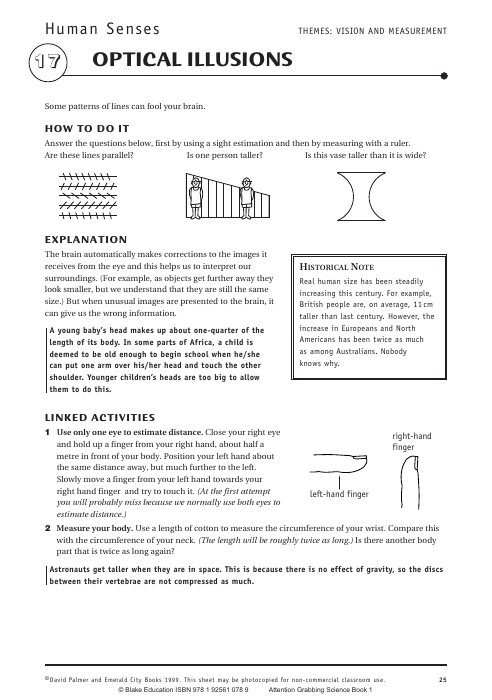 Human Senses
THEMES: VISION AND MEASUREMENT
17
OPTICAL ILLUSIONS
Some patterns of lines can fool your brain.
HOW TO DO IT
Answer the questions below, first by using a sight estimation and then by measuring with a ruler.
Are these lines parallel?
Is one person taller?
Is this vase taller than it is wide?
EXPLANATION
The brain automatically makes corrections to the images it
receives from the eye and this helps us to interpret our
surroundings. (For example, as objects get further away they
look smaller, but we understand that they are still the same
size.) But when unusual images are presented to the brain, it
can give us the wrong information.
A young baby's head makes up about one-quarter of the
length of its body. In some parts of Africa, a child is
deemed to be old enough to begin school when he/she
can put one arm over his/her head and touch the other
shoulder. Younger children's heads are too big to allow
them to do this.
HISTORICAL NOTE
Real human size has been steadily
increasing this century. For example,
British people are, on average, 11cm
taller than last century. However, the
increase in Europeans and North
Americans has been twice as much
as among Australians. Nobody
knows why.
LINKED ACTIVITIES
1 Use only one eye to estimate distance. Close your right eye
and hold up a finger from your right hand, about half a
metre in front of your body. Position your left hand about
the same distance away, but much further to the left.
Slowly move a finger from your left hand towards your
right hand finger and try to touch it. (At the first attempt
you will probably miss because we normally use both eyes to
estimate distance.)
right-hand
finger
left-hand finger
2 Measure your body. Use a length of cotton to measure the circumference of your wrist. Compare this
with the circumference of your neck. (The length will be roughly twice as long.) Is there another body
part that is twice as long again?
Astronauts get taller when they are in space. This is because there is no effect of gravity, so the discs
between their vertebrae are not compressed as much.
©David Palmer and Emerald City Books 1999. This sheet may be photocopied for non-commercial classroom use.
25
© Blake Education ISBN 978 1 92561 078 9
Attention Grabbing Science Book 1